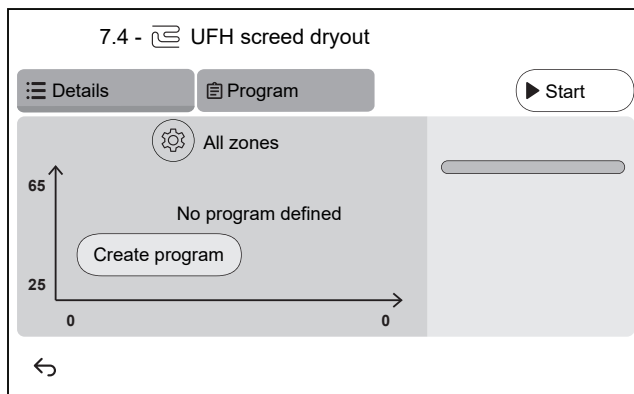 7.4 - UFH screed dryout
Details
Program
Start
All zones
65
No program defined
Create program
25
0
0